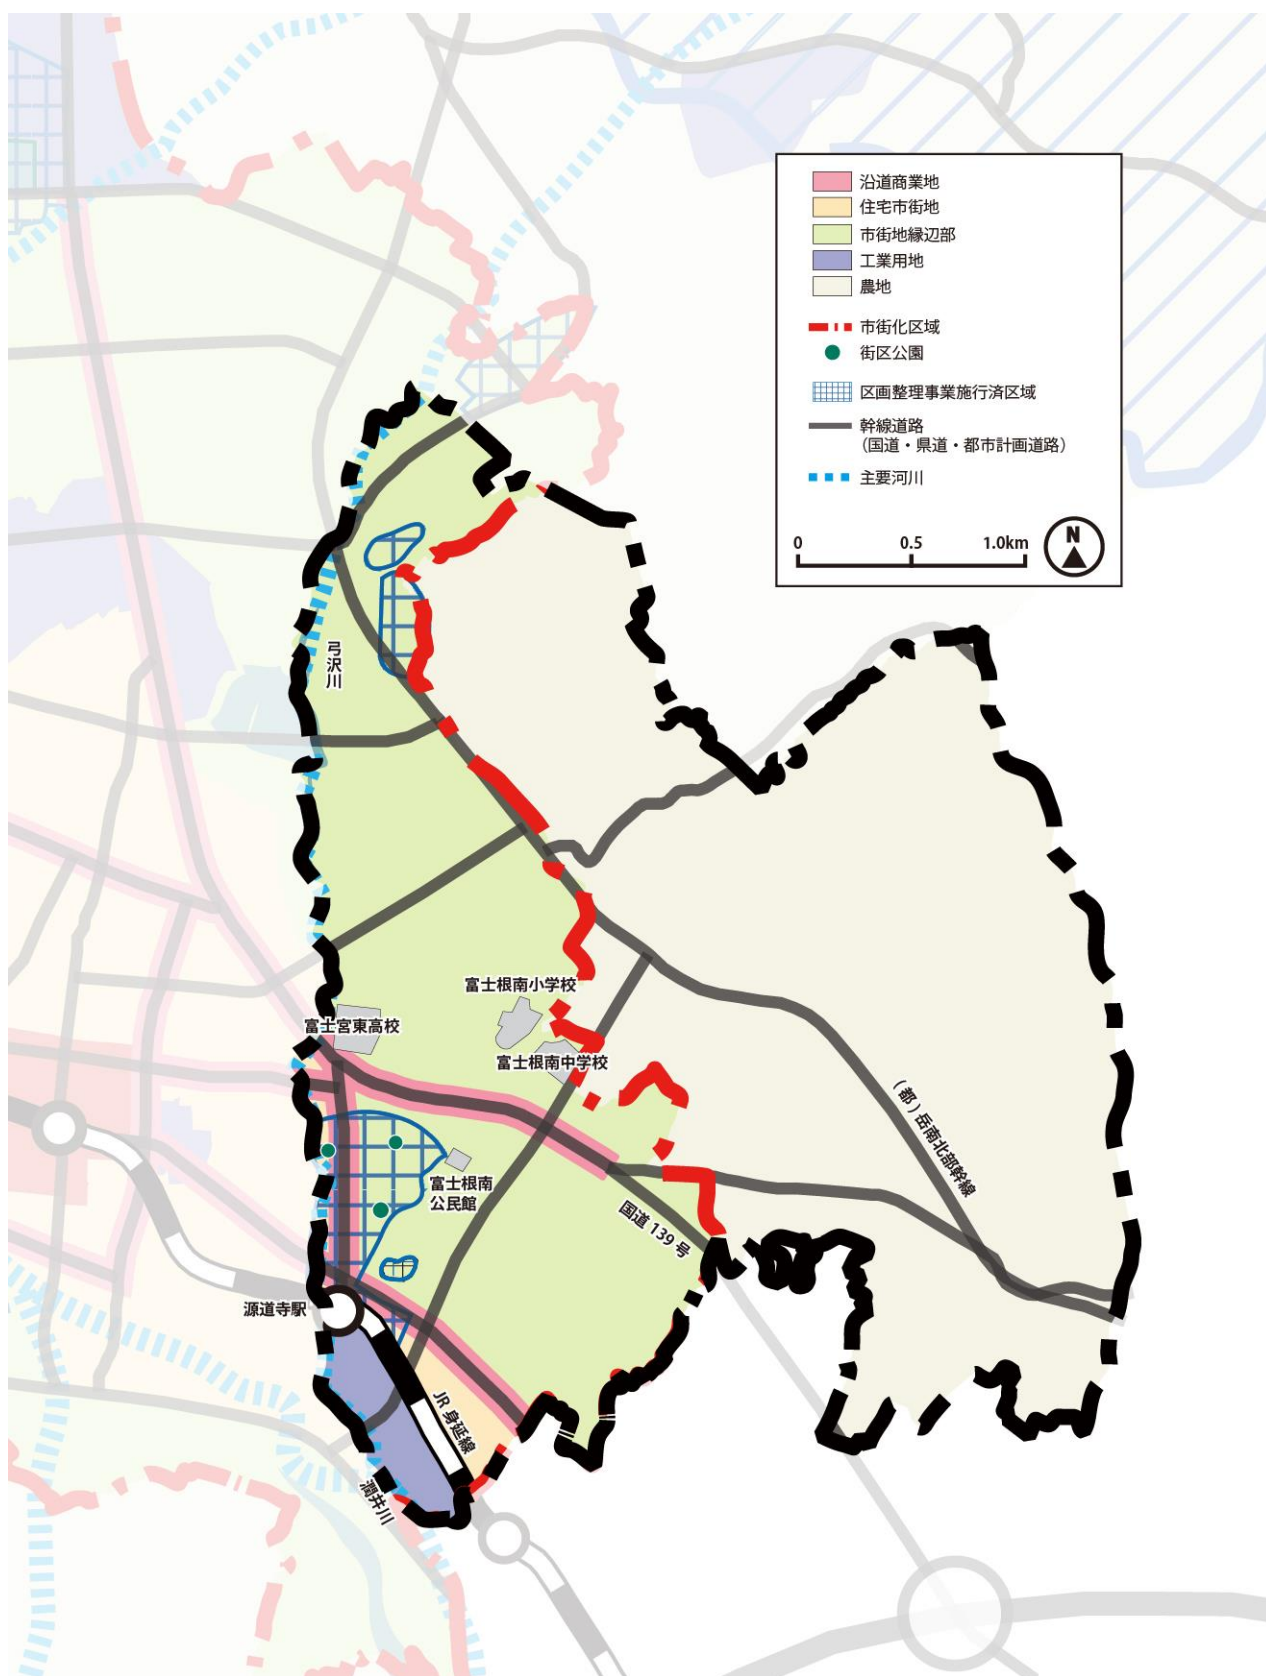 沿道商業地
住宅市街地
市街地縁辺部
工業用地
農地
市街化区域
街区公園
区画整理事業施行済区域
幹線道路
(国道・県道・都市計画道路)
主要河川
0 0.5 1.0km
N
弓沢川
富士根南小学校
富士宮東高校
富士根南中学校
(都)岳南北部幹線
富士根南
公民館
国道139号
源道寺駅
JR身延線
潤井川